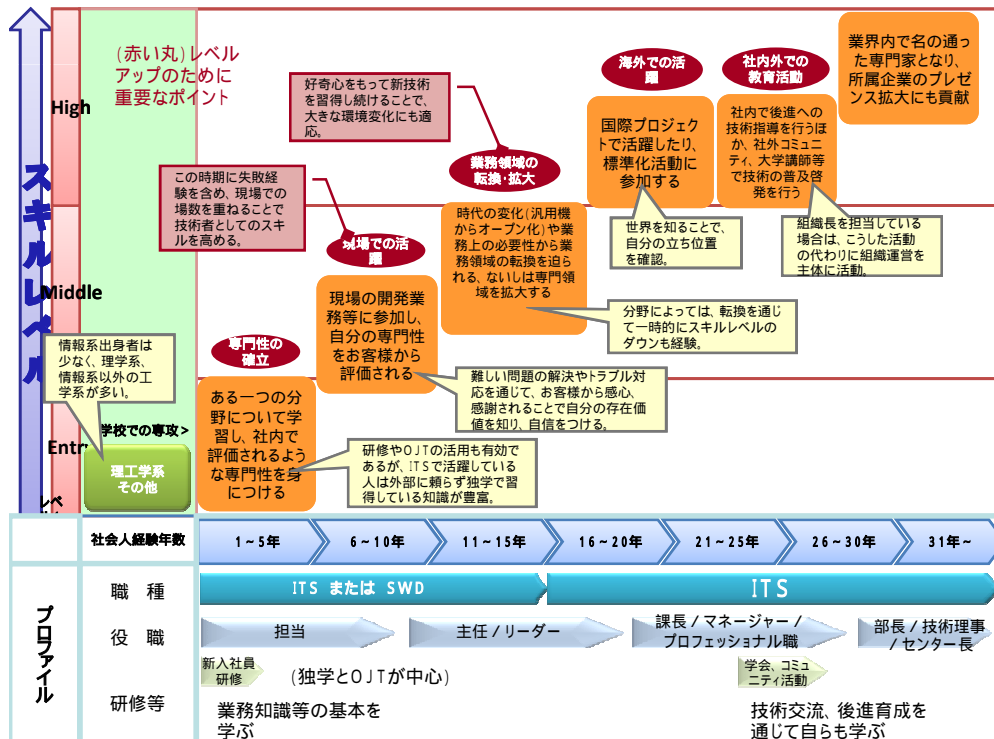 スキルレベル
High
Middle
Entry
レベ
(赤い丸)レベル
アップのために
重要なポイント
好奇心をもって新技術
を習得し続けることで、
大きな環境変化にも適
応。
この時期に失敗経
験を含め、現場での
場数を重ねることで
技術者としてのスキ
ルを高める。
情報系出身者は
少なく、理学系、
情報系以外の工
学系が多い。
学校での専攻>
理工学系
その他
専門性の
確立
ある一つの分
野について学
習し、社内で
評価されるよう
な専門性を身
につける
研修やOJTの活用も有効で
あるが、ITSで活躍している
人は外部に頼らず独学で習
得している知識が豊富。
現場での活
躍
現場の開発業
務等に参加し、
自分の専門性
をお客様から
評価される
難しい問題の解決やトラブル対
応を通じて、お客様から感心、
感謝されることで自分の存在価
値を知り、自信をつける。
業務領域の
転換・拡大
時代の変化(汎用機
からオープン化)や業
務上の必要性から業
務領域の転換を迫ら
れる、ないしは専門領
域を拡大する
分野によっては、転換を通じ
て一時的にスキルレベルの
ダウンも経験。
海外での活
躍
国際プロジェク
トで活躍したり、
標準化活動に
参加する
世界を知ることで、
自分の立ち位置
を確認。
社内外での
教育活動
社内で後進への
技術指導を行うほ
か、社外コミュニ
ティ、大学講師等
で技術の普及啓
発を行う
組織長を担当している
場合は、こうした活動
の代わりに組織運営を
主体に活動。
業界内で名の通っ
た専門家となり、
所属企業のプレゼ
ンス拡大にも貢献
社会人経験年数
1~5年
6~10年
11~15年
16~20年
21~25年
26~30年
31年~
プロファイル
職 種
ITS または SWD
ITS
役 職
担当
主任/リーダー
課長/マネージャー/
プロフェッショナル職
部長/技術理事
/センター長
研修等
新入社員
研修
(独学とOJTが中心)
学会、コミュ
ニティ活動
業務知識等の基本を
学ぶ
技術交流、後進育成を
通じて自らも学ぶ